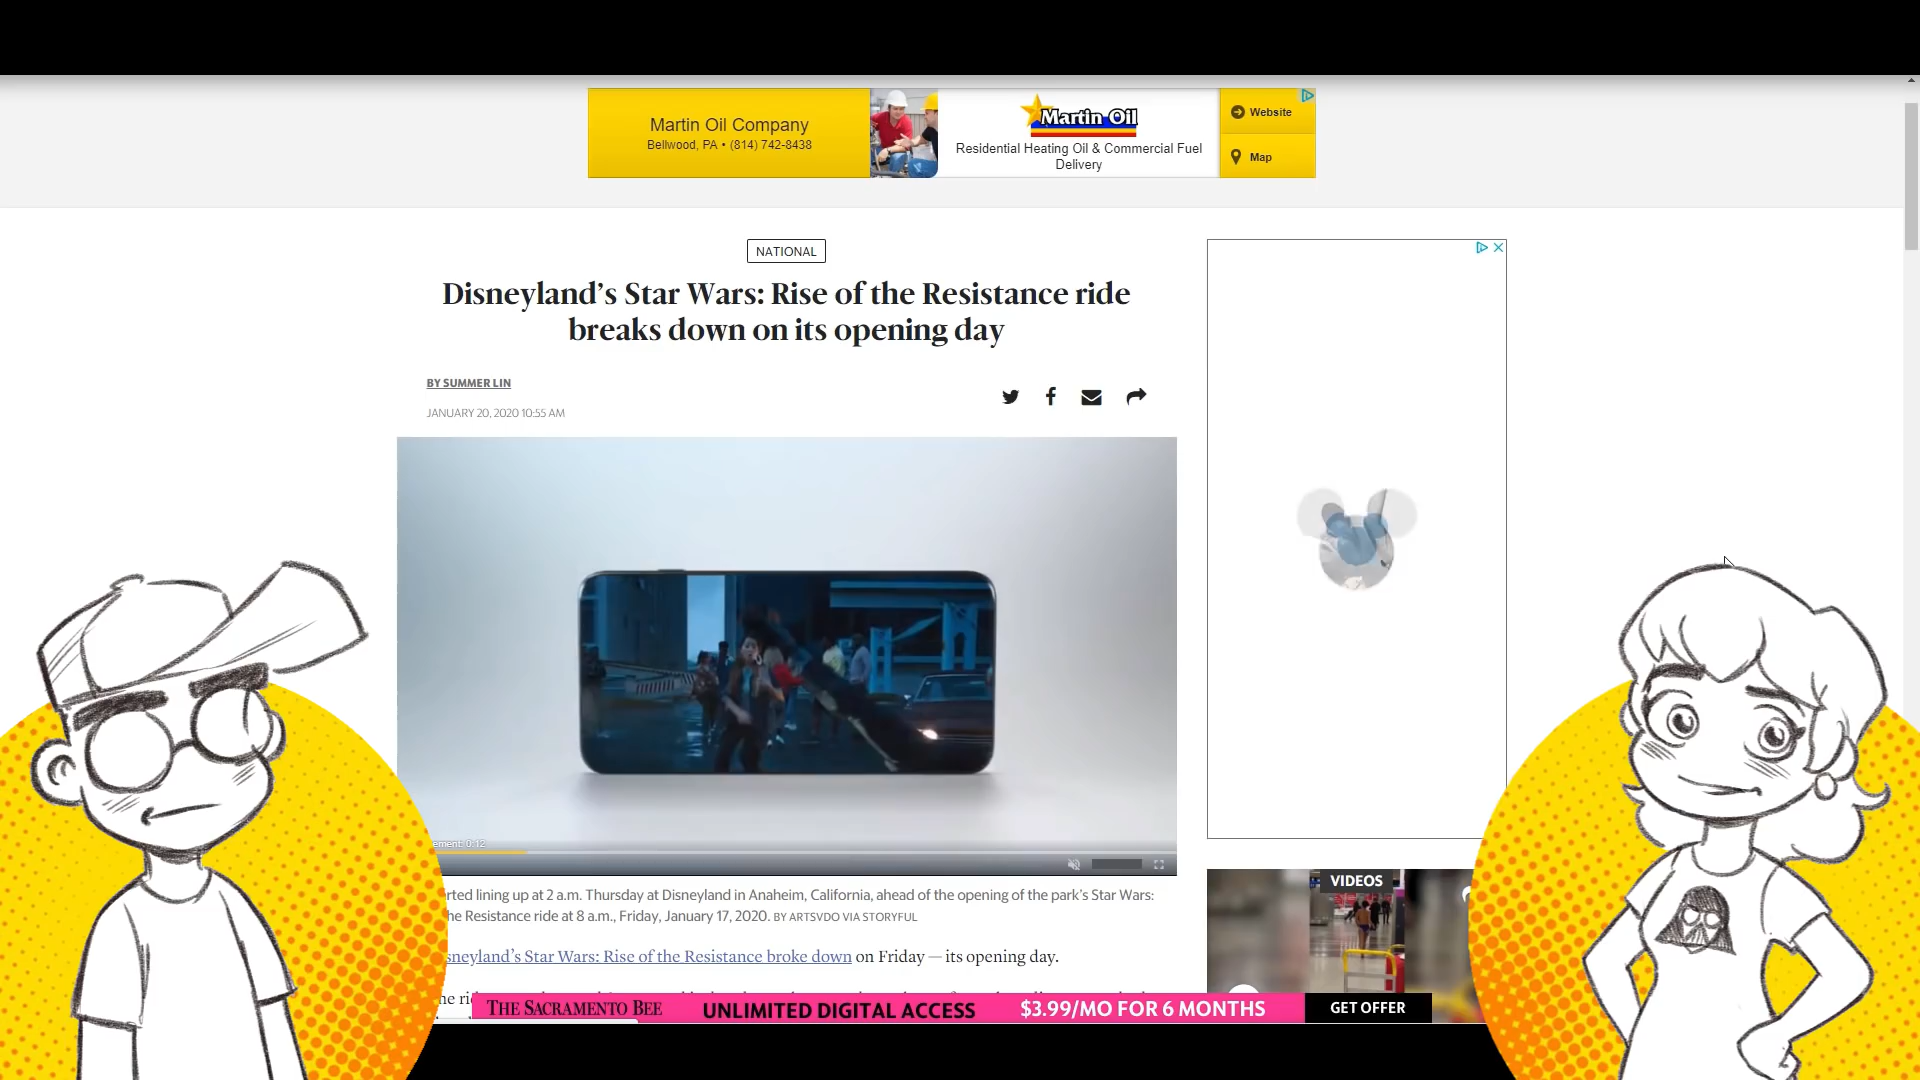 Martin Oil Company
Bellwood, PA • (814) 742-8438
Martin Oil
Residential Heating Oil & Commercial Fuel
Delivery
Website
Map
NATIONAL
Disneyland’s Star Wars: Rise of the Resistance ride
breaks down on its opening day
BY SUMMER LIN
JANUARY 20, 2020 10:55 AM
ement: 0:12
rted lining up at 2 a.m. Thursday at Disneyland in Anaheim, California, ahead of the opening of the park’s Star Wars:
he Resistance ride at 8 a.m., Friday, January 17, 2020. BY ARTSVDO VIA STORYFUL
VIDEOS
sneyland’s Star Wars: Rise of the Resistance broke down on Friday — its opening day.
THE SACRAMENTO BEE UNLIMITED DIGITAL ACCESS $3.99/MO FOR 6 MONTHS GET OFFER